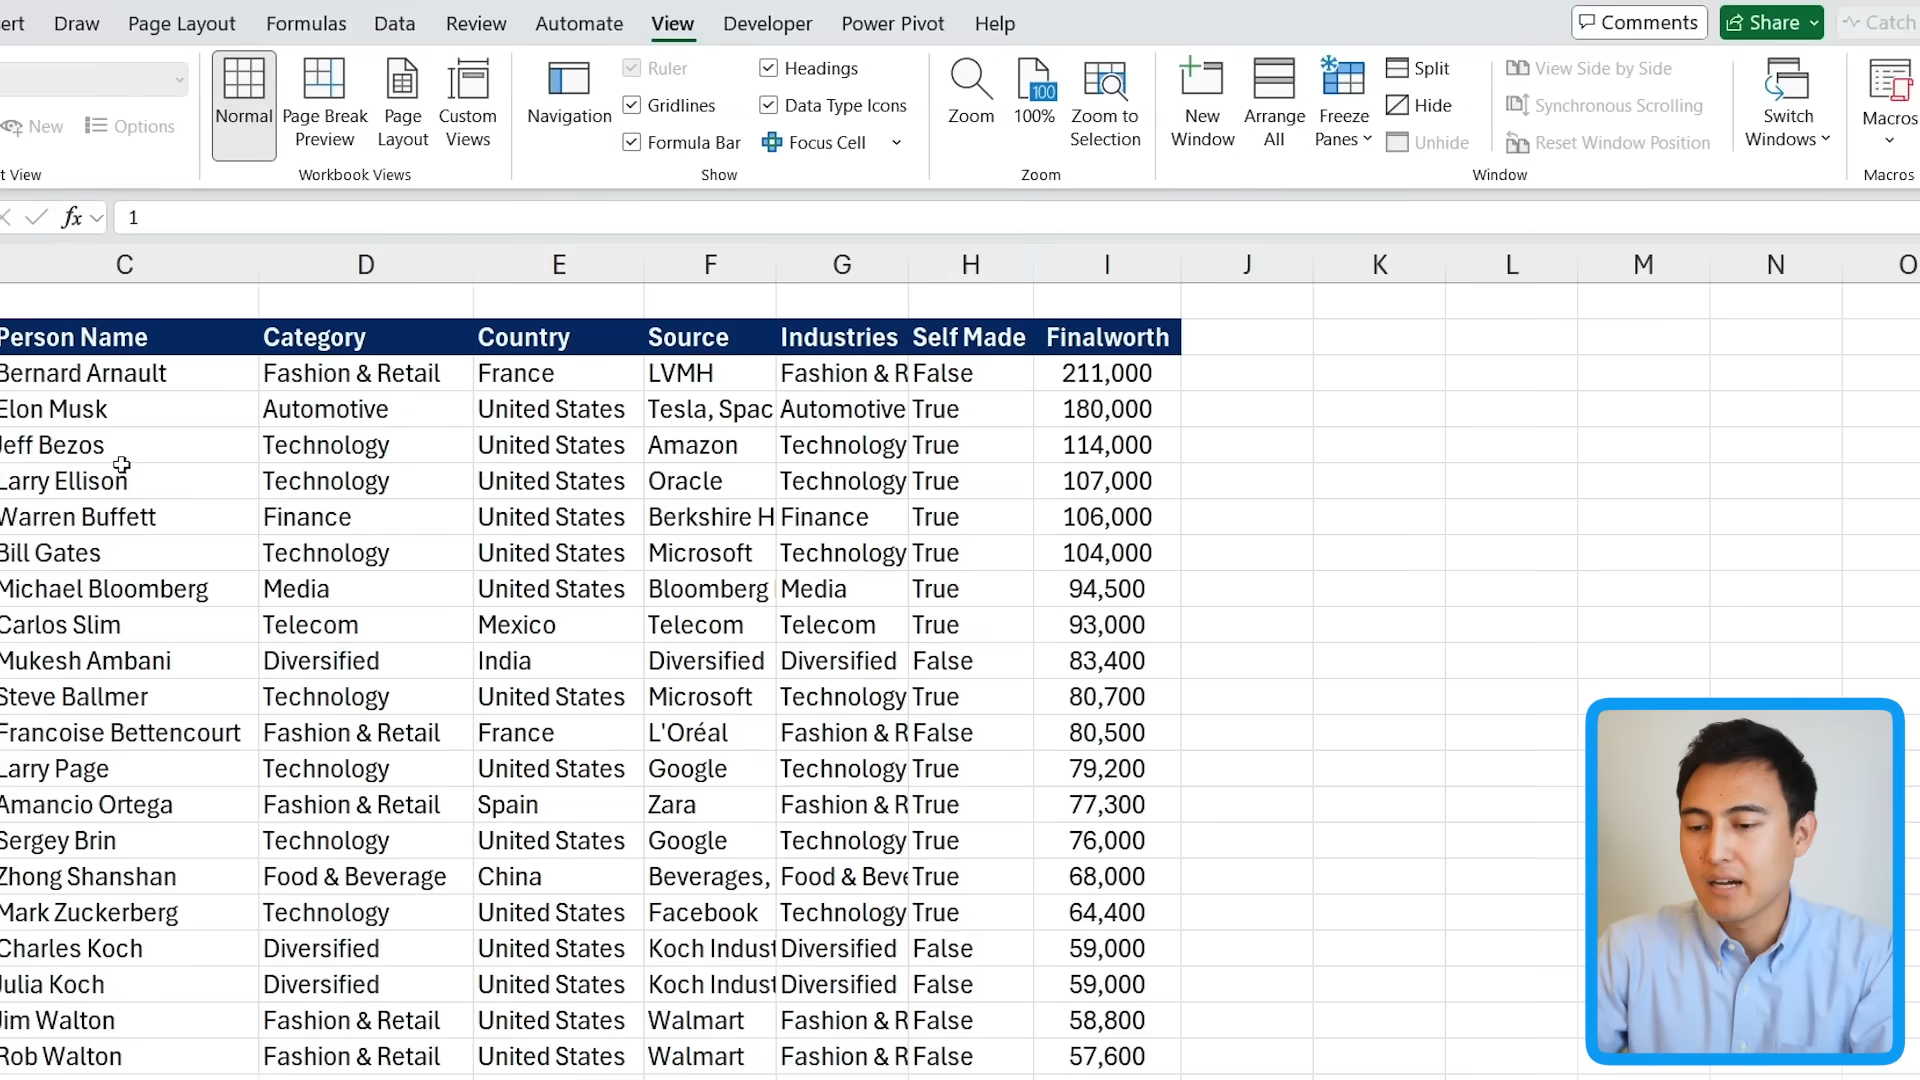 ert Draw Page Layout Formulas Data Review Automate View Developer Power Pivot Help Comments Share Catch
Ruler Headings Split View Side by Side
Gridlines Data Type Icons Hide Synchronous Scrolling
New Options Normal Page Break Preview Page Layout Custom Views Navigation Formula Bar Focus Cell Zoom 100% Zoom to Selection New Window Arrange All Freeze Panes Unhide Reset Window Position Switch Windows Macros
100
t View Workbook Views Show Zoom Window Macros
fx 1
C D E F G H I J K L M N O
Person Name Category Country Source Industries Self Made Finalworth
Bernard Arnault Fashion & Retail France LVMH Fashion & R False 211,000
Elon Musk Automotive United States Tesla, Spac Automotive True 180,000
Jeff Bezos Technology United States Amazon Technology True 114,000
Larry Ellison Technology United States Oracle Technology True 107,000
Warren Buffett Finance United States Berkshire H Finance True 106,000
Bill Gates Technology United States Microsoft Technology True 104,000
Michael Bloomberg Media United States Bloomberg Media True 94,500
Carlos Slim Telecom Mexico Telecom Telecom True 93,000
Mukesh Ambani Diversified India Diversified Diversified False 83,400
Steve Ballmer Technology United States Microsoft Technology True 80,700
Francoise Bettencourt Fashion & Retail France L'Oréal Fashion & R False 80,500
Larry Page Technology United States Google Technology True 79,200
Amancio Ortega Fashion & Retail Spain Zara Fashion & R True 77,300
Sergey Brin Technology United States Google Technology True 76,000
Zhong Shanshan Food & Beverage China Beverages, Food & Beve True 68,000
Mark Zuckerberg Technology United States Facebook Technology True 64,400
Charles Koch Diversified United States Koch Indust Diversified False 59,000
Julia Koch Diversified United States Koch Indust Diversified False 59,000
Jim Walton Fashion & Retail United States Walmart Fashion & R False 58,800
Rob Walton Fashion & Retail United States Walmart Fashion & R False 57,600